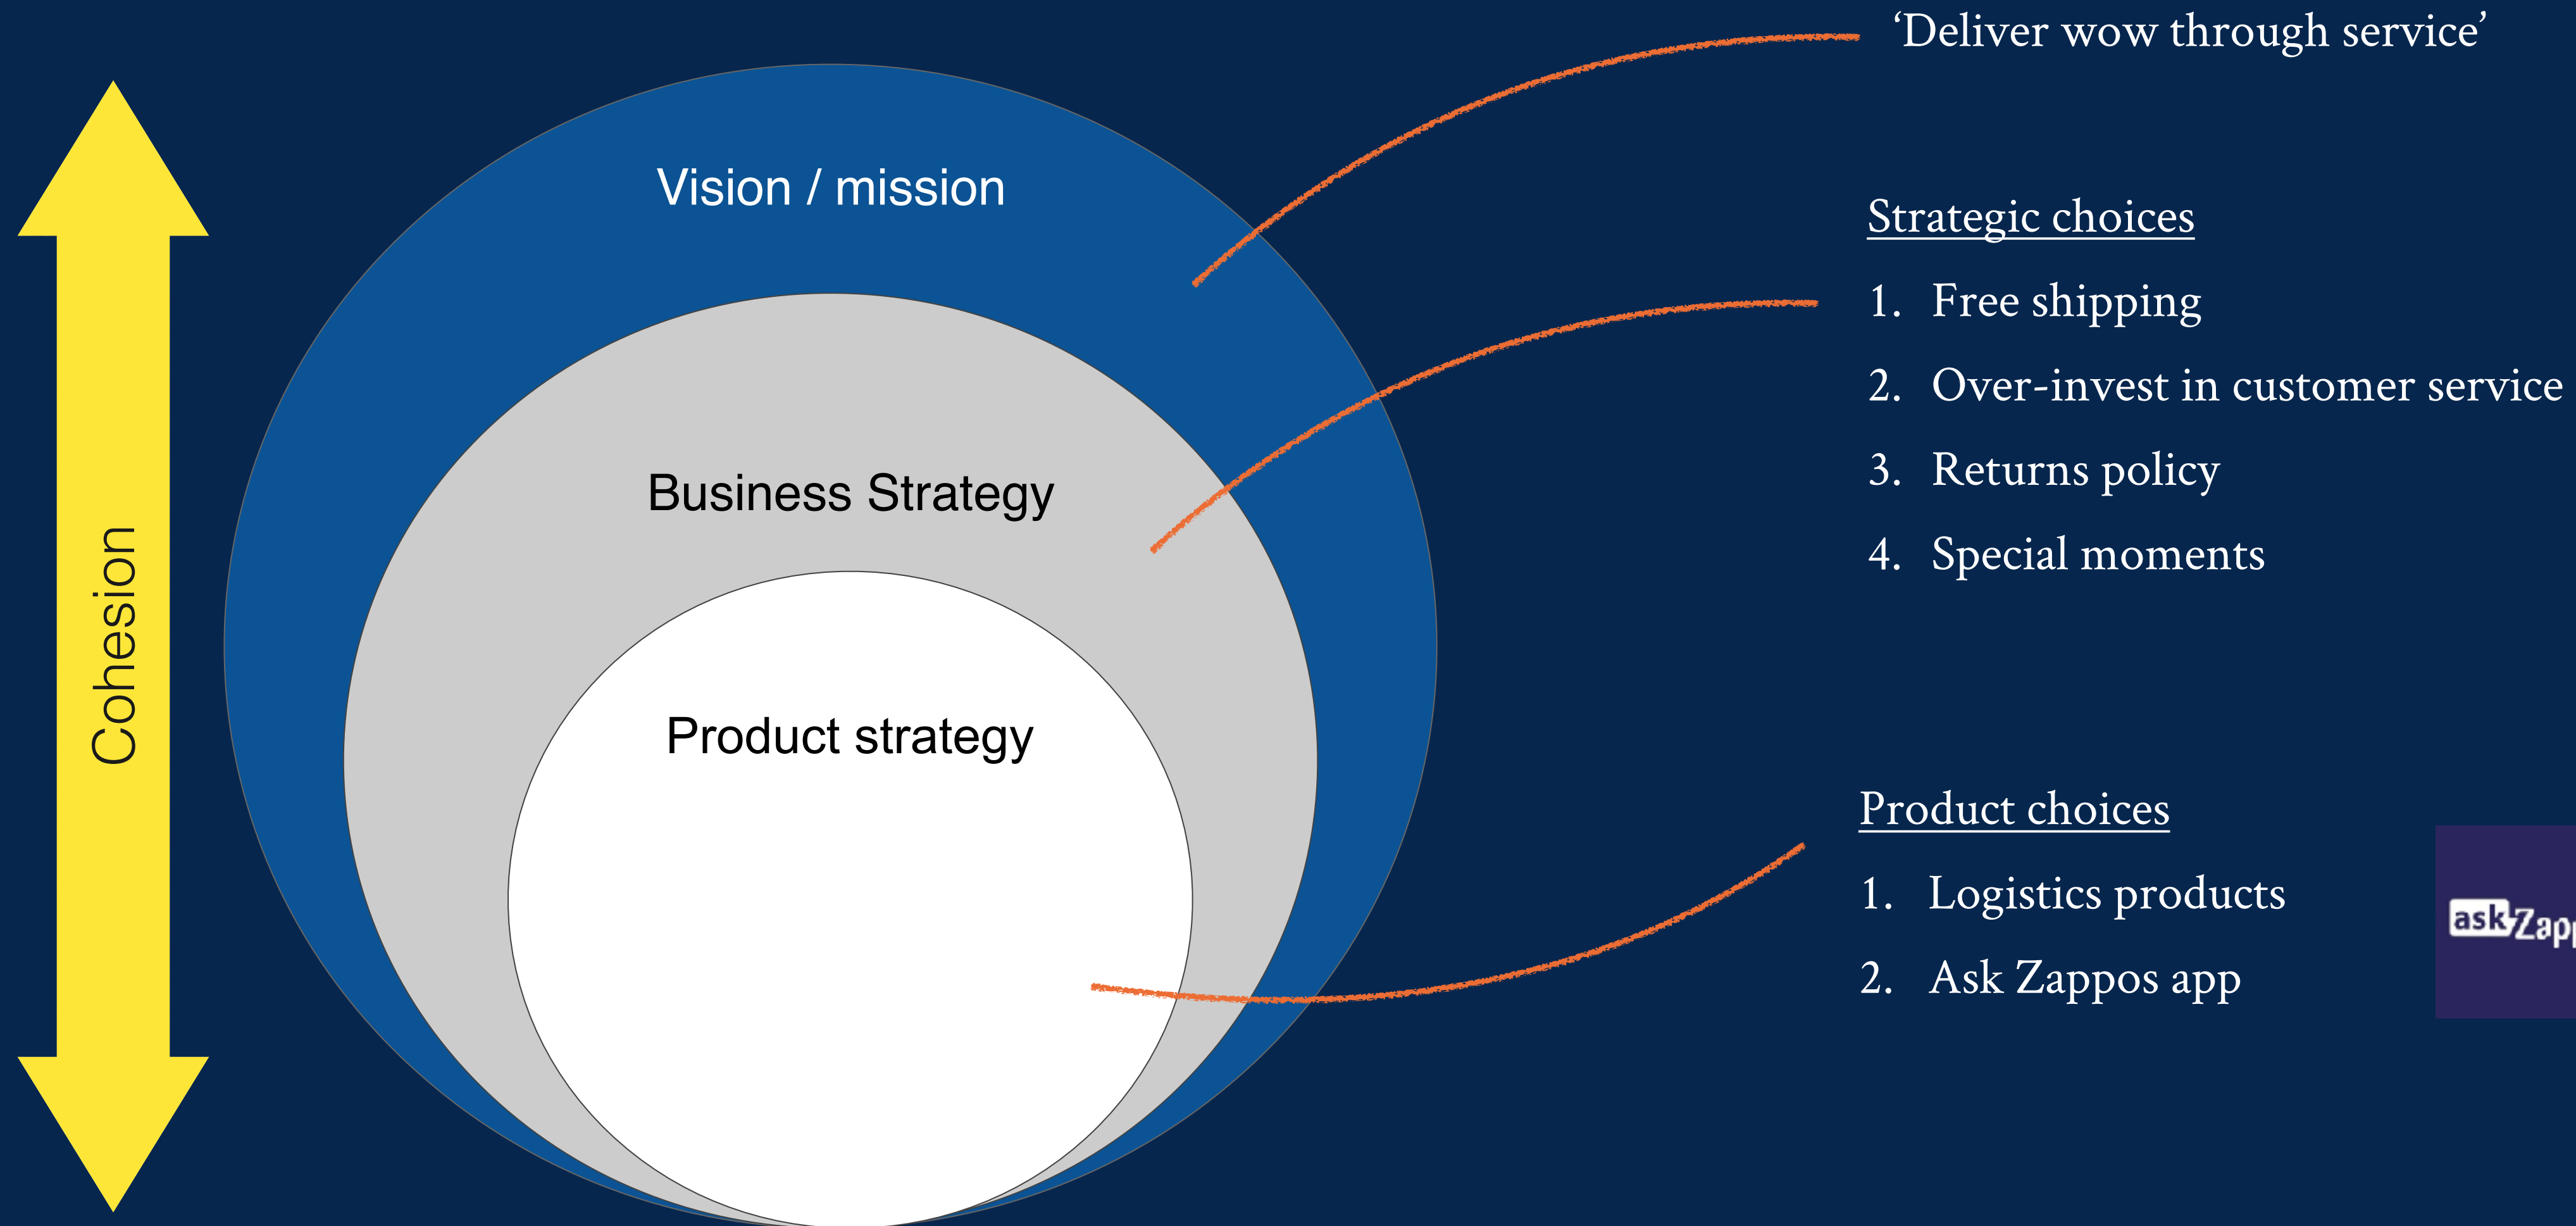 ‘Deliver wow through service’
Vision / mission
Strategic choices
1. Free shipping
2. Over-invest in customer service
3. Returns policy
4. Special moments
Business Strategy
Cohesion
Product strategy
Product choices
1. Logistics products
2. Ask Zappos app
ask Zapp